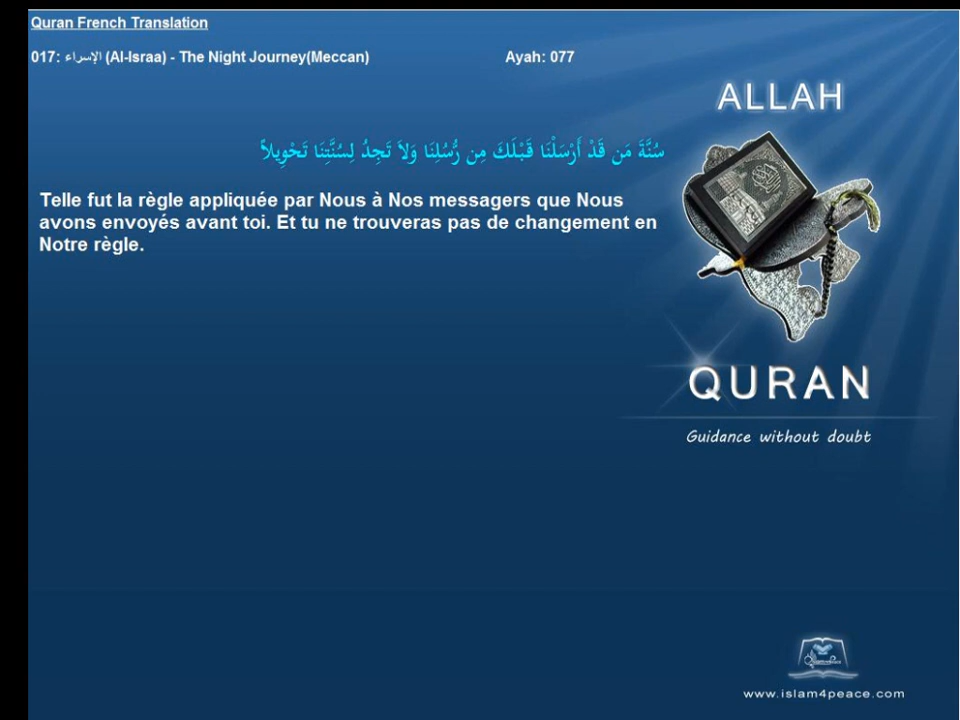 Quran French Translation
017: الإسراء (Al-Israa) - The Night Journey(Meccan) Ayah: 077
ALLAH
سُنَّةَ مَن قَدْ أَرْسَلْنَا قَبْلَكَ مِن رُّسُلِنَا وَلاَ تَجِدُ لِسُنَّتِنَا تَحْوِيلاً
Telle fut la règle appliquée par Nous à Nos messagers que Nous
avons envoyés avant toi. Et tu ne trouveras pas de changement en
Notre règle.
QURAN
Guidance without doubt
www.islam4peace.com